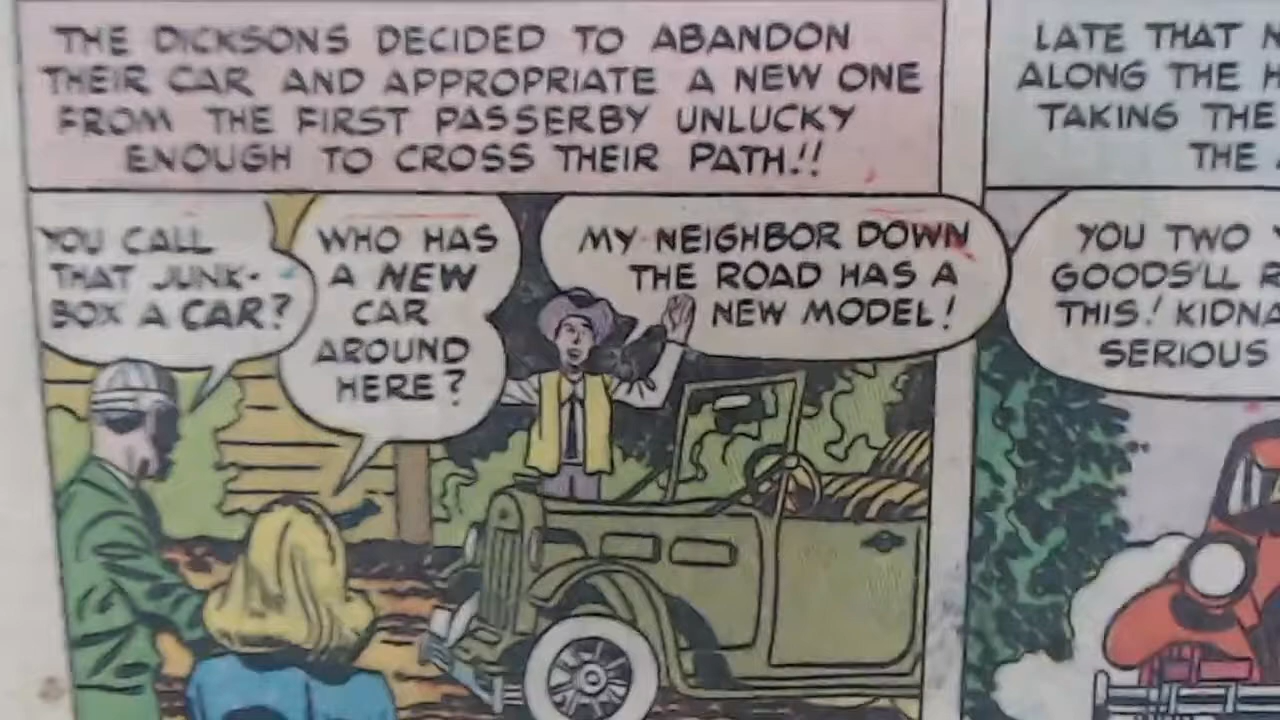 THE DICKSONS DECIDED TO ABANDON
THEIR CAR AND APPROPRIATE A NEW ONE
FROM THE FIRST PASSERBY UNLUCKY
ENOUGH TO CROSS THEIR PATH!!
YOU CALL
THAT JUNK-
BOX A CAR?
WHO HAS
A NEW
CAR
AROUND
HERE?
MY NEIGHBOR DOWN
THE ROAD HAS A
NEW MODEL!
LATE THAT
ALONG THE
TAKING THE
THE
YOU TWO
GOODS'LL
THIS! KIDNA
SERIOUS